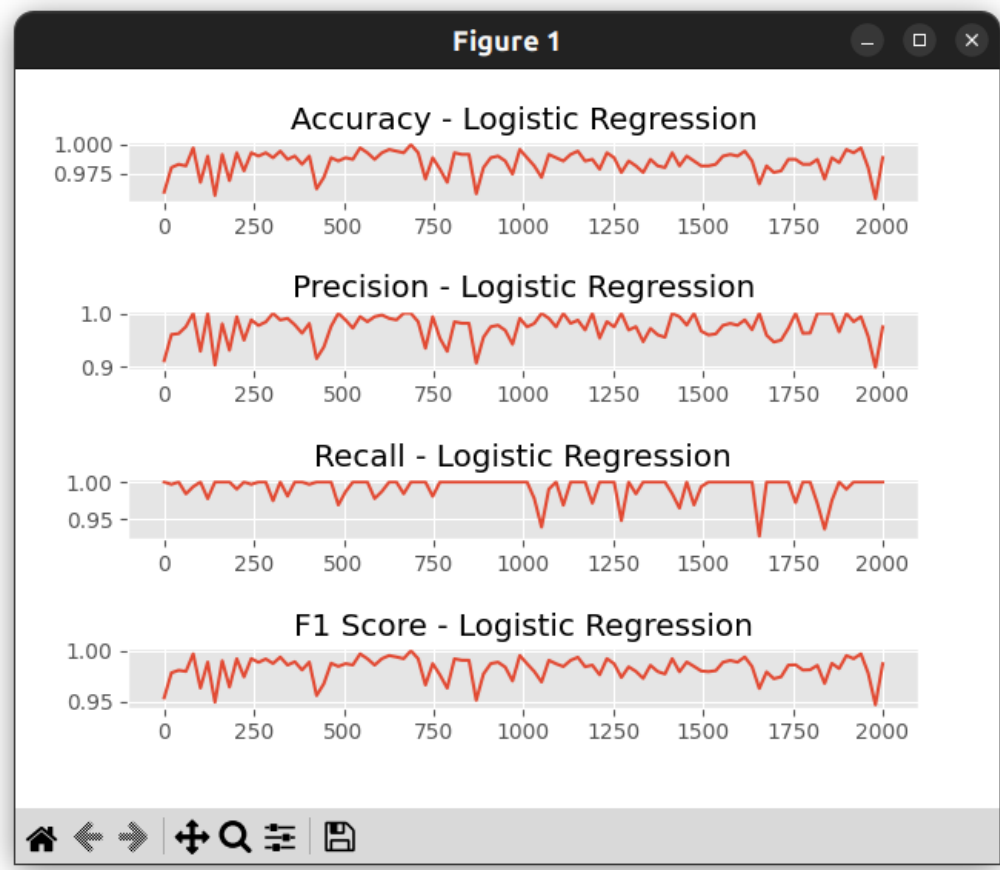 Figure 1
Accuracy - Logistic Regression
1.000
0.975
0 250 500 750 1000 1250 1500 1750 2000
Precision - Logistic Regression
1.0
0.9
0 250 500 750 1000 1250 1500 1750 2000
Recall - Logistic Regression
1.00
0.95
0 250 500 750 1000 1250 1500 1750 2000
F1 Score - Logistic Regression
1.00
0.95
0 250 500 750 1000 1250 1500 1750 2000